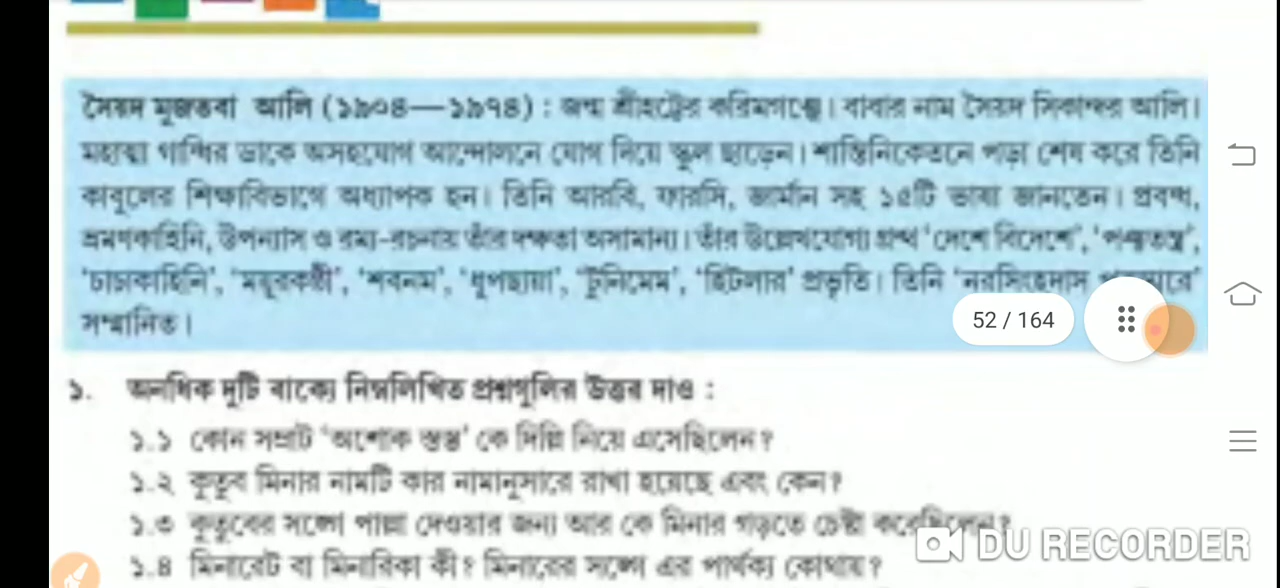 সৈয়দ মুজতবা আলি (১৯০৪—১৯৭৪) : জন্ম শ্রীহট্টের করিমগঞ্জে। বাবার নাম সৈয়দ সিকান্দর আলি।
মহাত্মা গান্ধির ডাকে অসহযোগ আন্দোলনে যোগ দিয়ে স্কুল ছাড়েন। শান্তিনিকেতনে পড়া শেষ করে তিনি
কাবুলের শিক্ষাবিভাগে অধ্যাপক হন। তিনি আরবি, ফারসি, জার্মান সহ ১৫টি ভাষা জানতেন। প্রবন্ধ,
ভ্রমণকাহিনি, উপন্যাস ও রম্য-রচনায় তাঁর দক্ষতা অসামান্য। তাঁর উল্লেখযোগ্য গ্রন্থ 'দেশে বিদেশে', 'পঞ্চতন্ত্র',
'চাচাকাহিনি', 'ময়ূরকণ্ঠী', 'শবনম', 'ধূপছায়া', 'টুনিমেম', 'হিটলার' প্রভৃতি। তিনি 'নরসিংহদাস
সম্মানিত।
52 / 164
১. অনধিক দুটি বাক্যে নিম্নলিখিত প্রশ্নগুলির উত্তর দাও :
১.১ কোন সম্রাট 'অশোক স্তম্ভ' কে দিল্লি নিয়ে এসেছিলেন?
১.২ কুতুব মিনার নামটি কার নামানুসারে রাখা হয়েছে এবং কেন?
১.৩ কুতুবের সঙ্গে পাল্লা দেওয়ার জন্য আর কে মিনার গড়তে চেষ্টা করেছিলেন?
১.৪ মিনারেট বা মিনারিকা কী? মিনারের সঙ্গে এর পার্থক্য কোথায়?
DU RECORDER